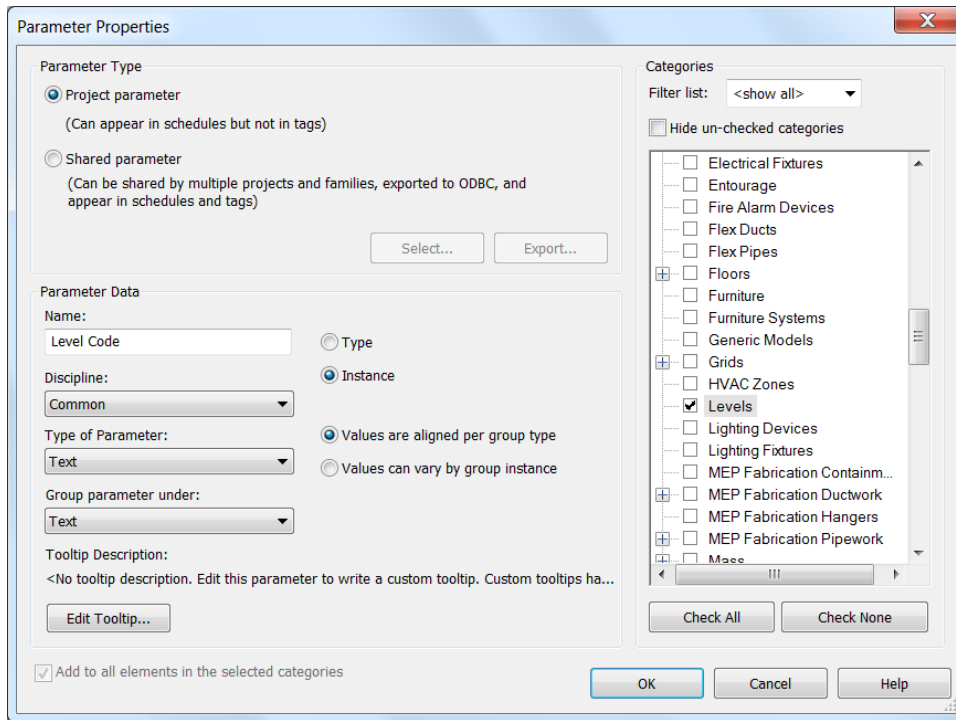 Parameter Properties
Parameter Type
Project parameter
(Can appear in schedules but not in tags)
Shared parameter
(Can be shared by multiple projects and families, exported to ODBC, and
appear in schedules and tags)
Select...
Export...
Parameter Data
Name:
Level Code
Type
Instance
Discipline:
Common
Type of Parameter:
Text
Values are aligned per group type
Values can vary by group instance
Group parameter under:
Text
Tooltip Description:
<No tooltip description. Edit this parameter to write a custom tooltip. Custom tooltips ha...
Edit Tooltip...
Add to all elements in the selected categories
Categories
Filter list:
<show all>
Hide un-checked categories
Electrical Fixtures
Entourage
Fire Alarm Devices
Flex Ducts
Flex Pipes
Floors
Furniture
Furniture Systems
Generic Models
Grids
HVAC Zones
Levels
Lighting Devices
Lighting Fixtures
MEP Fabrication Containm...
MEP Fabrication Ductwork
MEP Fabrication Hangers
MEP Fabrication Pipework
Mass
Check All
Check None
OK
Cancel
Help